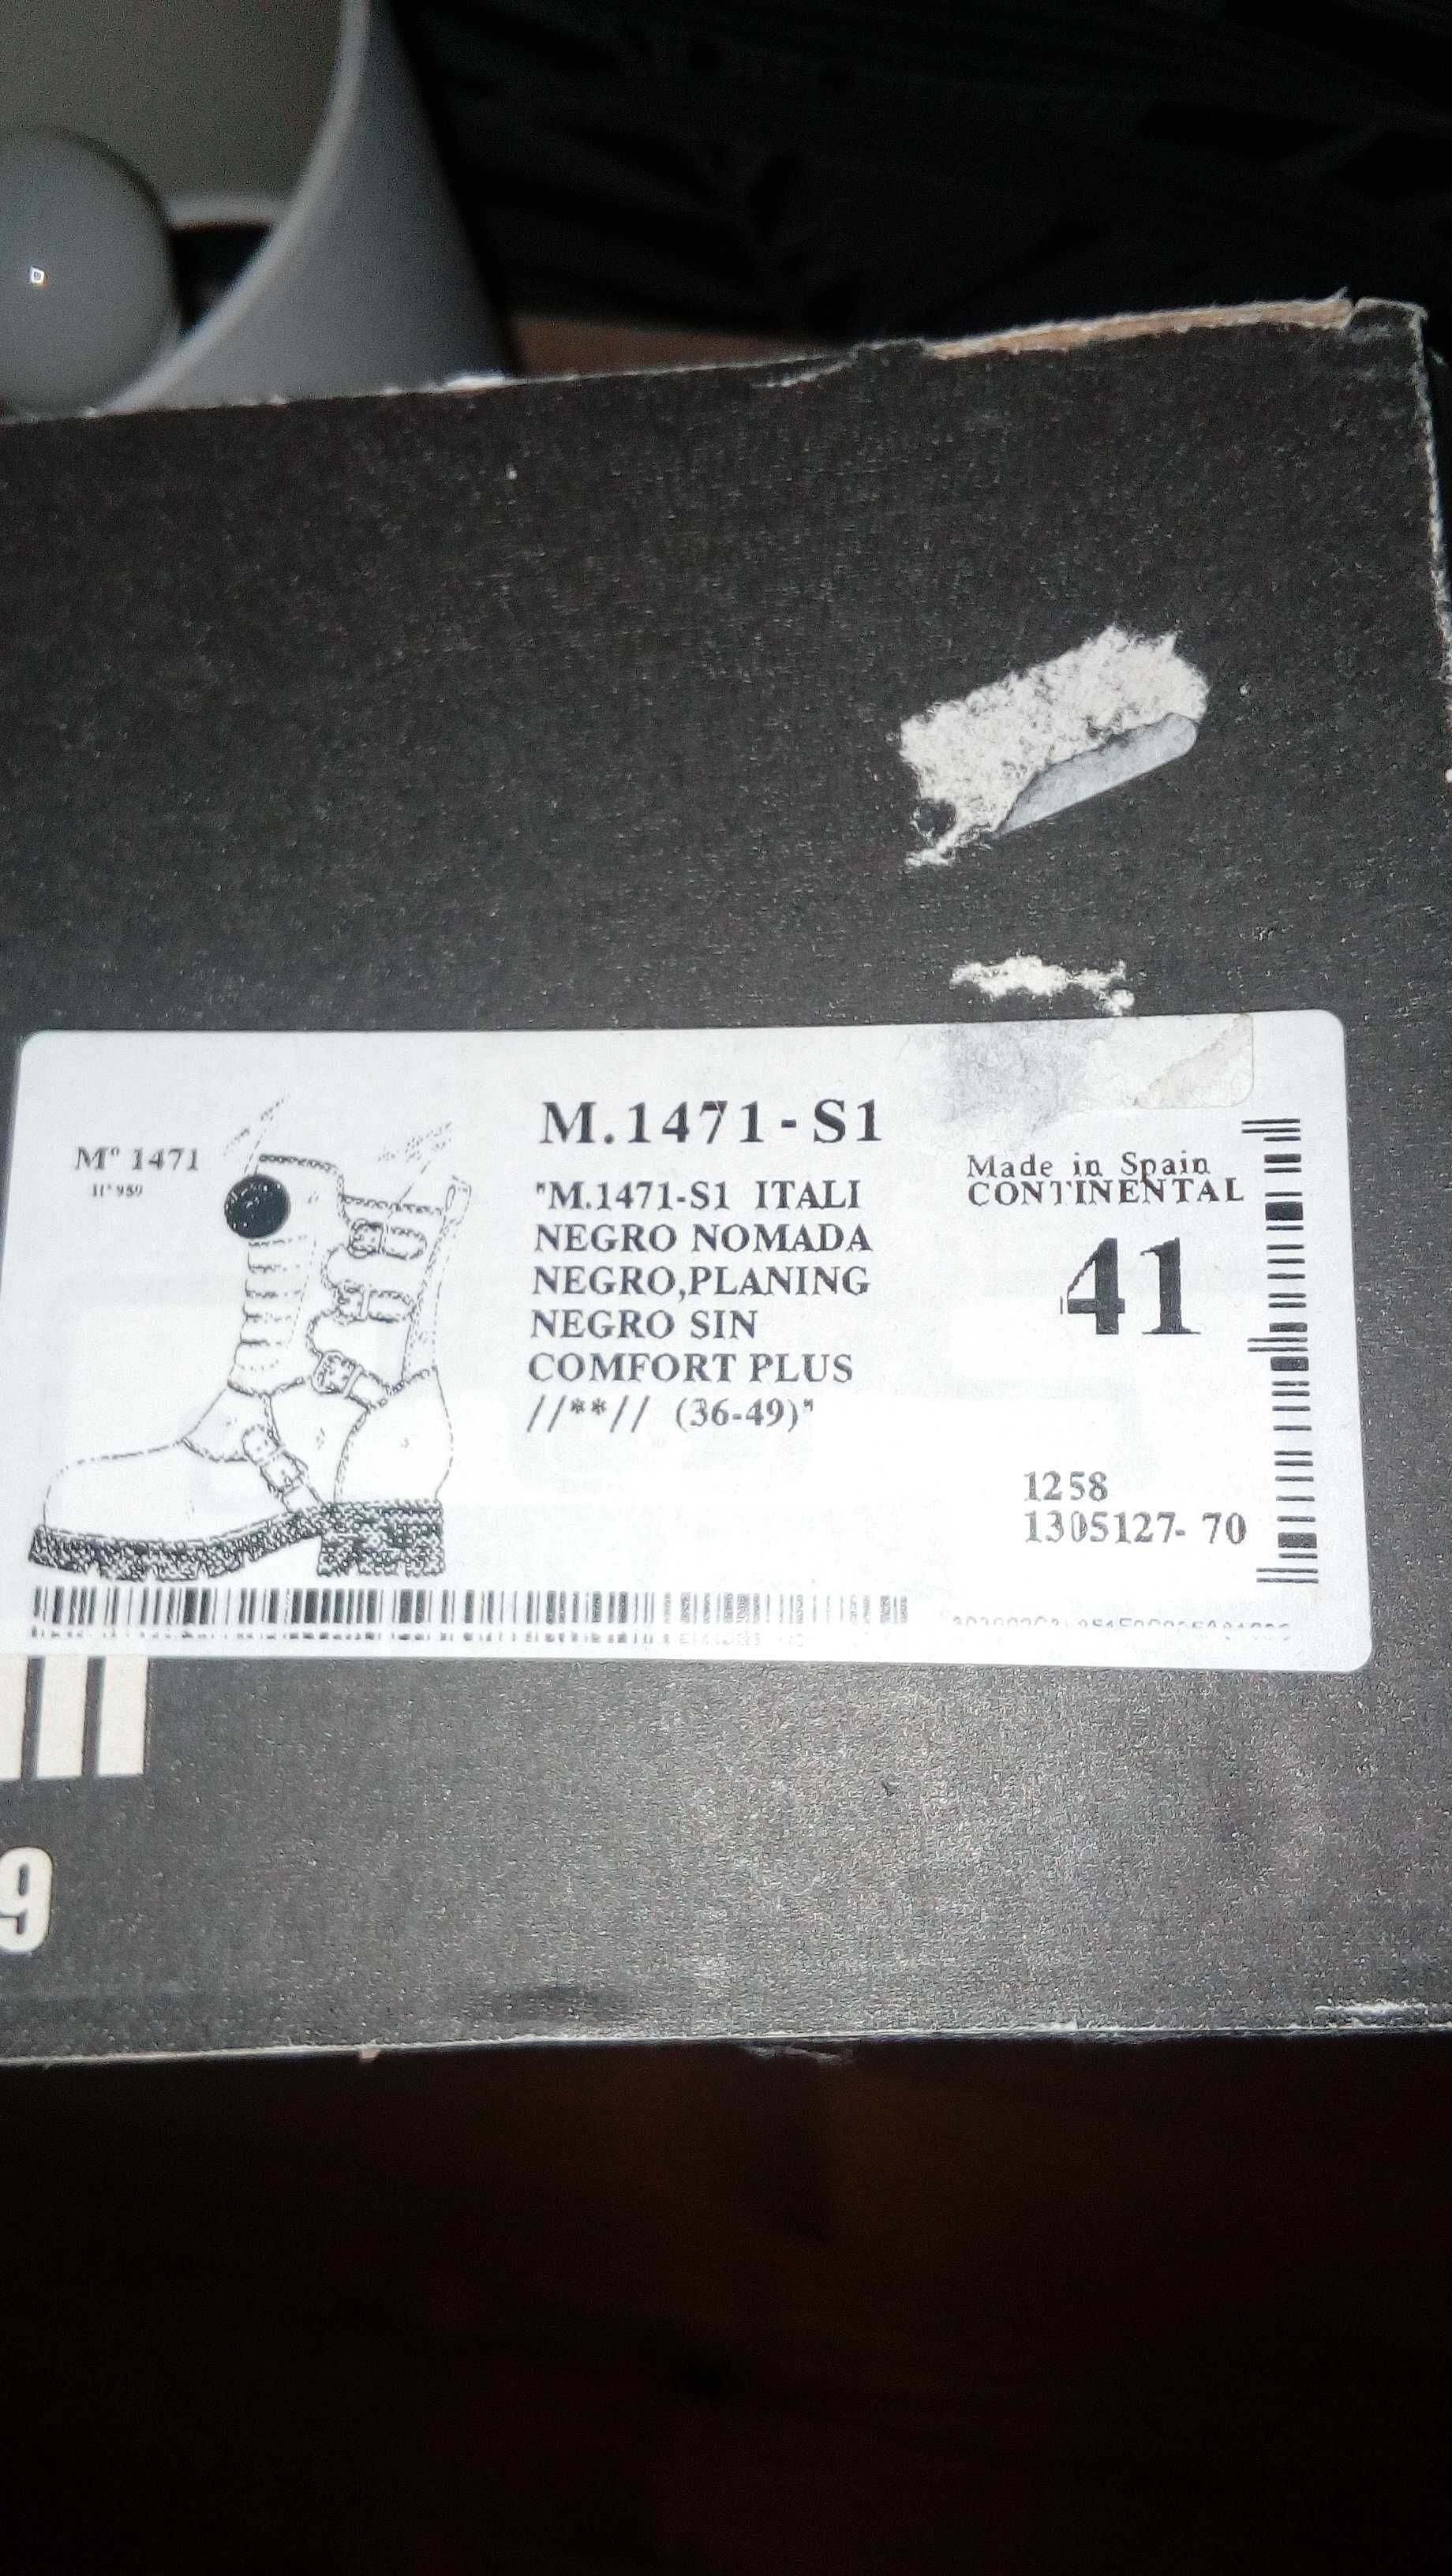 Mº 1471
M.1471-S1
"M.1471-S1 ITALI
NEGRO NOMADA
NEGRO,PLANING
NEGRO SIN
COMFORT PLUS
//**// (36-49)"
Made in Spain
CONTINENTAL
41
1258
1305127- 70
9